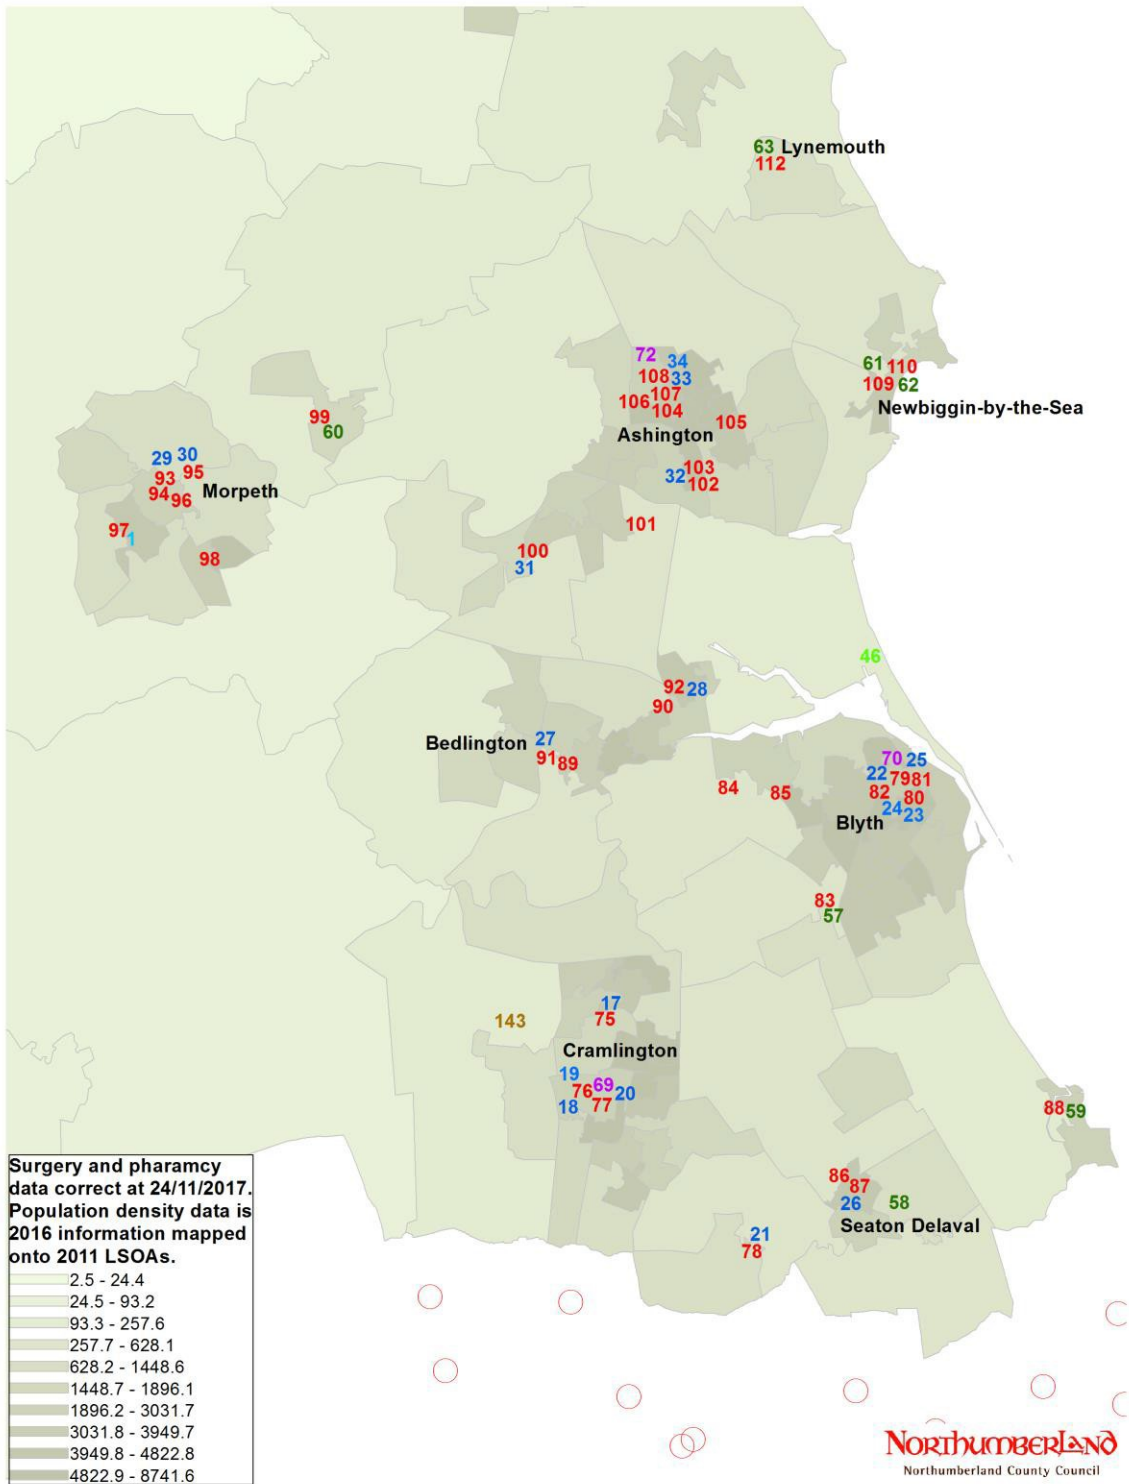 63 Lynemouth
112
72
34
108
33
107
106
104
105
Ashington
103
32
102
101
61
110
109
62
Newbiggin-by-the-Sea
99
60
29
30
93
95
94
96
Morpeth
97
1
98
100
31
46
92
28
90
27
Bedlington
91
89
84
85
70
25
22
79
81
82
80
24
23
Blyth
83
57
17
75
143
Cramlington
19
69
76
20
18
77
88
59
86
87
26
58
Seaton Delaval
21
78
Surgery and pharamcy
data correct at 24/11/2017.
Population density data is
2016 information mapped
onto 2011 LSOAs.
2.5 - 24.4
24.5 - 93.2
93.3 - 257.6
257.7 - 628.1
628.2 - 1448.6
1448.7 - 1896.1
1896.2 - 3031.7
3031.8 - 3949.7
3949.8 - 4822.8
4822.9 - 8741.6
NORTHUMBERLAND
Northumberland County Council